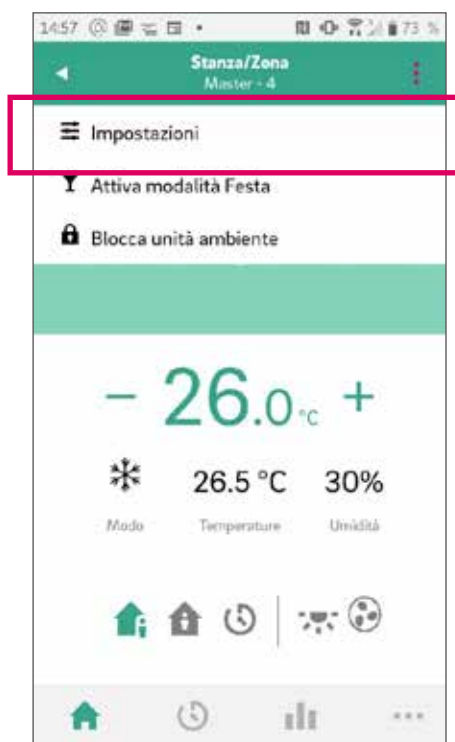 14:57 73 %
Stanza/Zona
Master - 4
Impostazioni
Attiva modalità Festa
Blocca unità ambiente
− 26.0 °C +
26.5 °C 30%
Modo Temperature Umidità